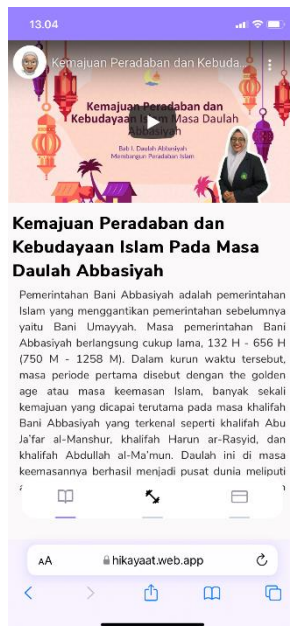 13.04
Kemajuan Peradaban dan Kebuda...
Kemajuan Peradaban dan
Kebudayaan Islam Masa Daulah
Abbasiyah
Bab I. Daulah Abbasiyah
Membangun Peradaban Islam
Kemajuan Peradaban dan
Kebudayaan Islam Pada Masa
Daulah Abbasiyah
Pemerintahan Bani Abbasiyah adalah pemerintahan
Islam yang menggantikan pemerintahan sebelumnya
yaitu Bani Umayyah. Masa pemerintahan Bani
Abbasiyah berlangsung cukup lama, 132 H - 656 H
(750 M - 1258 M). Dalam kurun waktu tersebut,
masa periode pertama disebut dengan the golden
age atau masa keemasan Islam, banyak sekali
kemajuan yang dicapai terutama pada masa khalifah
Bani Abbasiyah yang terkenal seperti khalifah Abu
Ja'far al-Manshur, khalifah Harun ar-Rasyid, dan
khalifah Abdullah al-Ma'mun. Daulah ini di masa
keemasannya berhasil menjadi pusat dunia meliputi
AA hikayaat.web.app